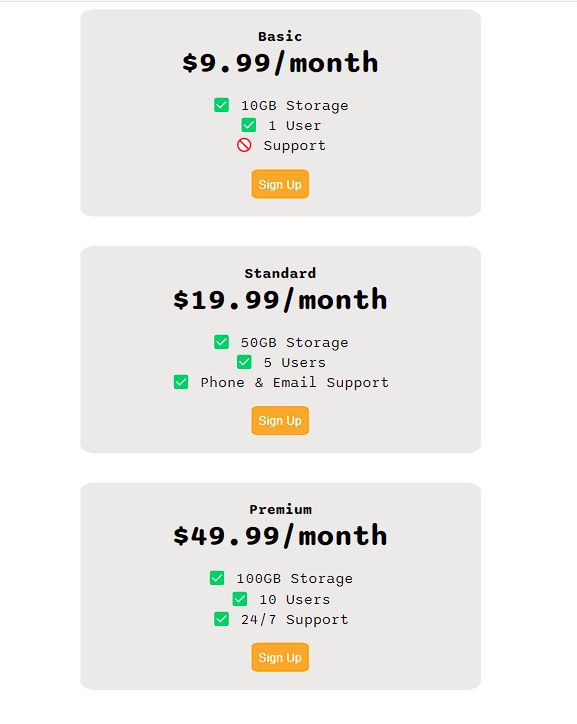 Basic
$9.99/month
✅ 10GB Storage
✅ 1 User
🚫 Support
Sign Up
Standard
$19.99/month
✅ 50GB Storage
✅ 5 Users
✅ Phone & Email Support
Sign Up
Premium
$49.99/month
✅ 100GB Storage
✅ 10 Users
✅ 24/7 Support
Sign Up